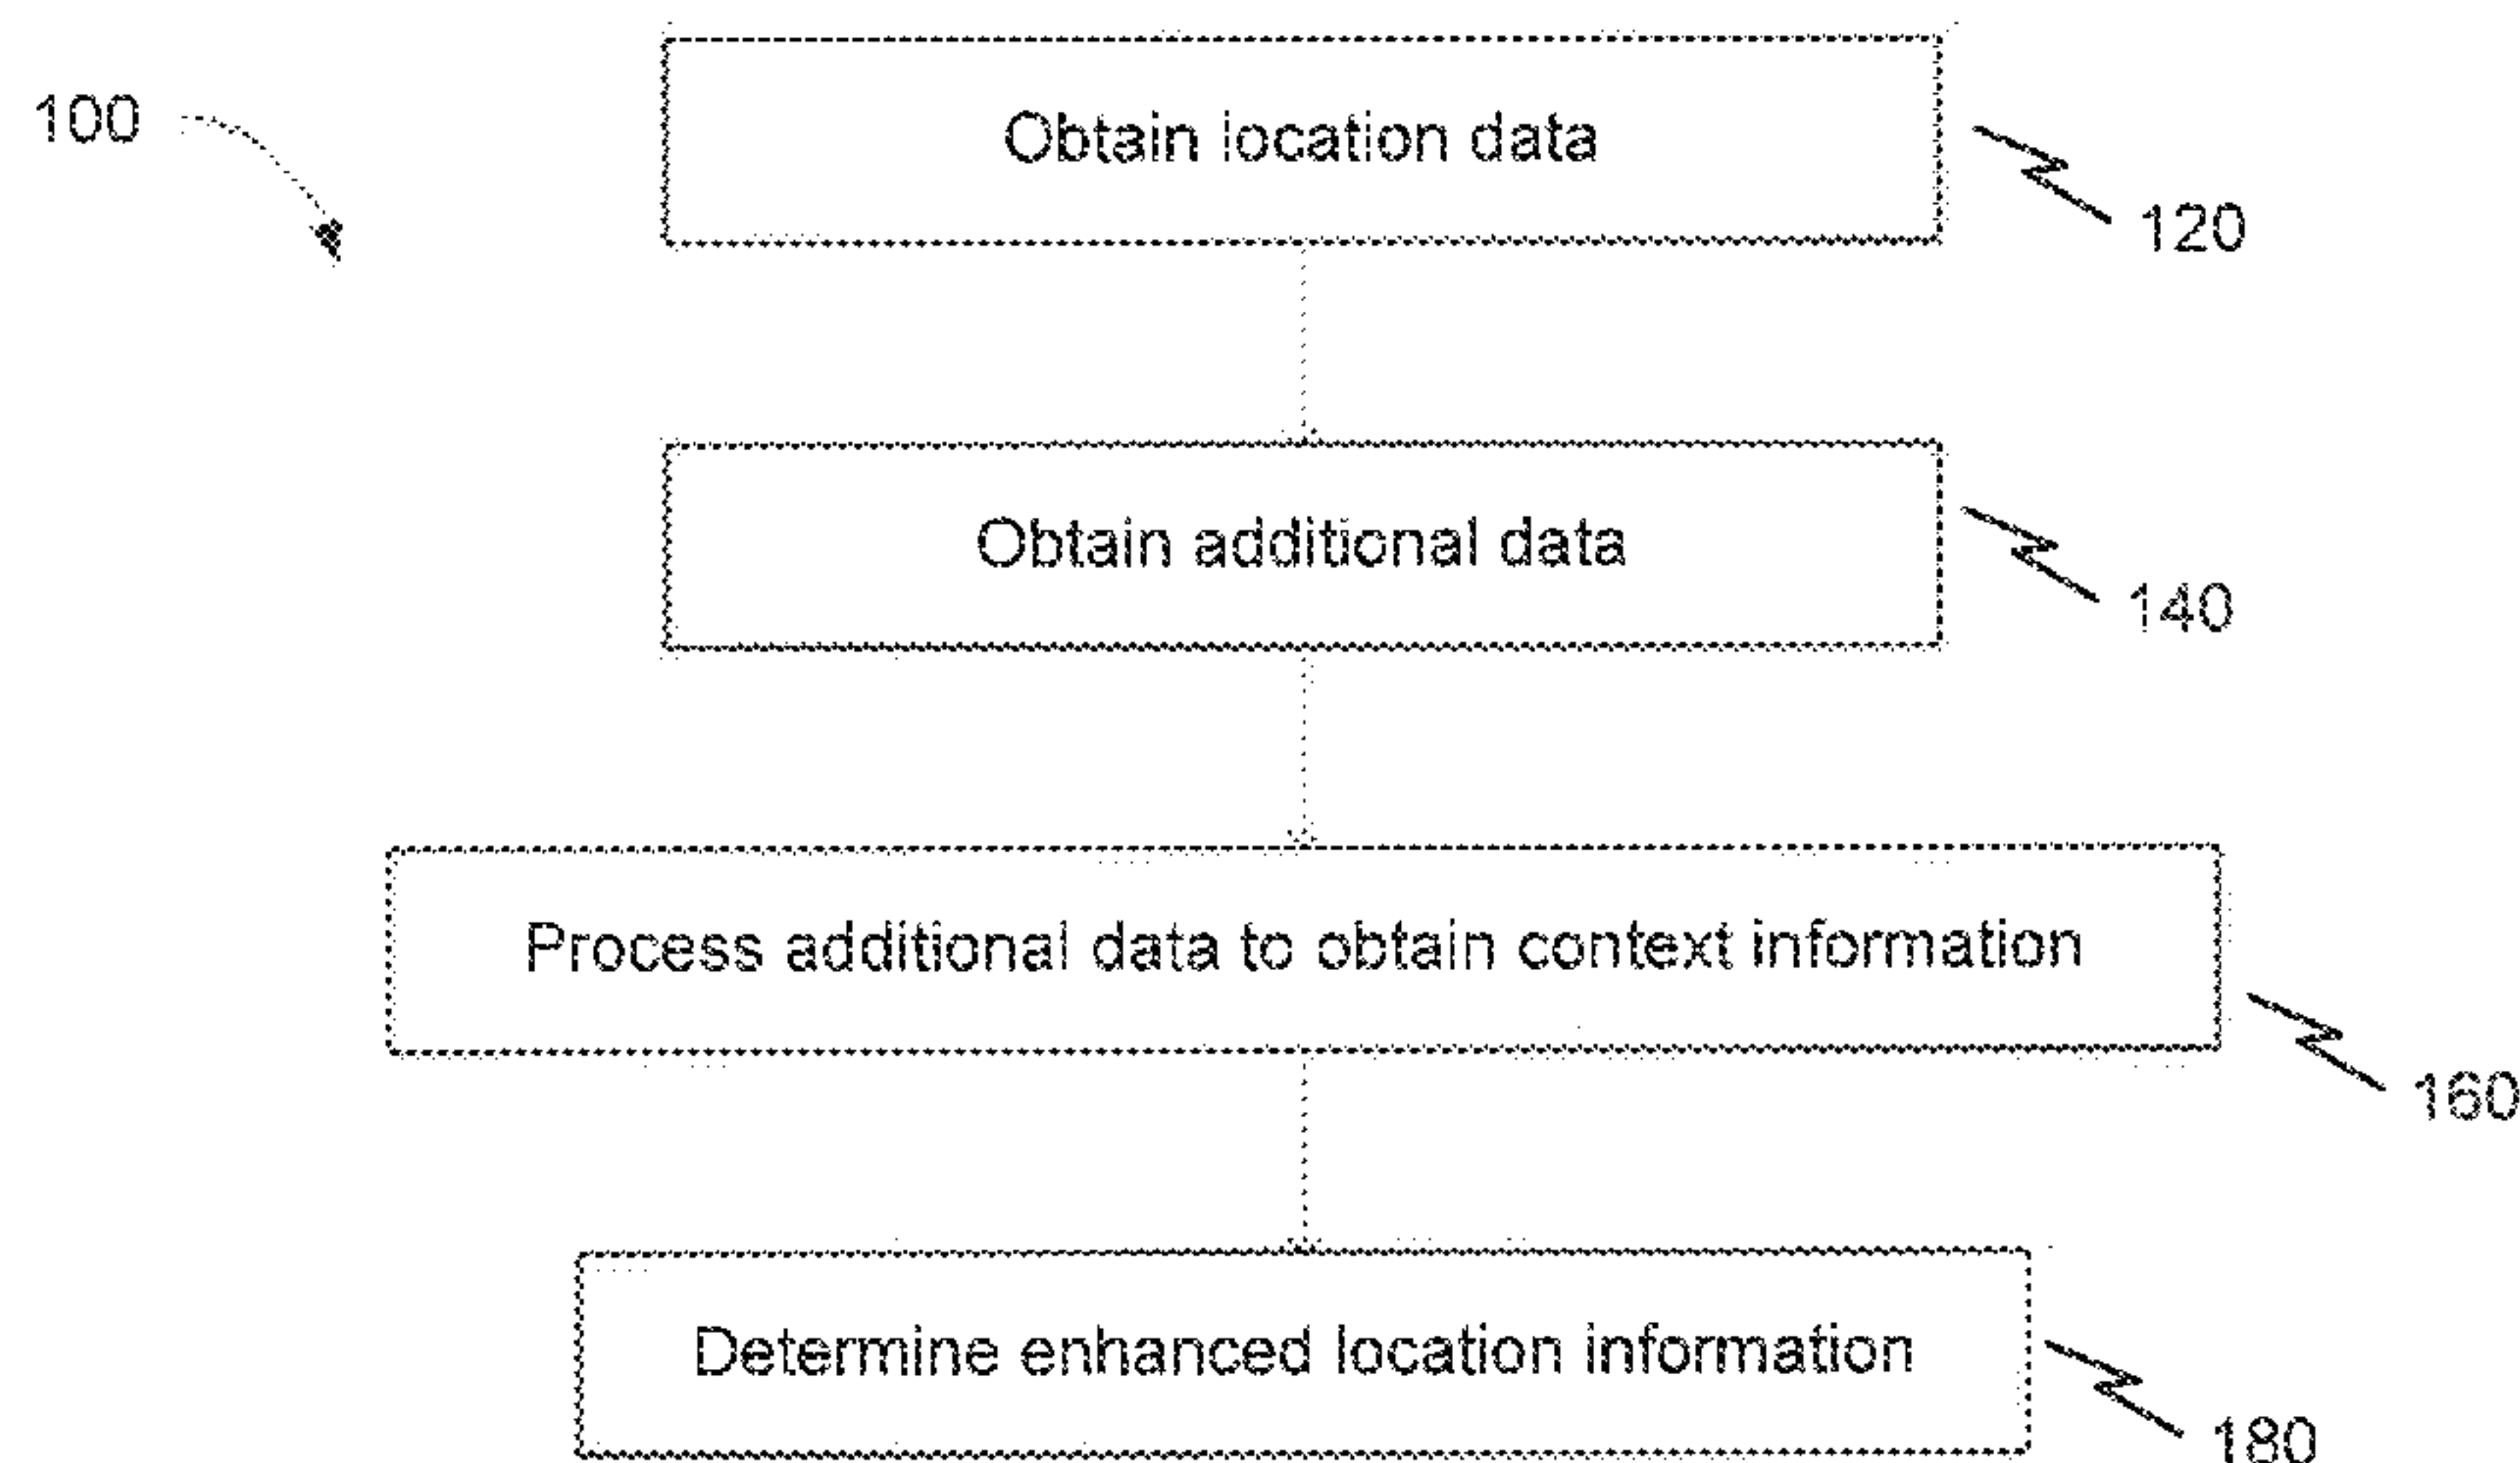 100
Obtain location data
120
Obtain additional data
140
Process additional data to obtain context information
160
Determine enhanced location information
180